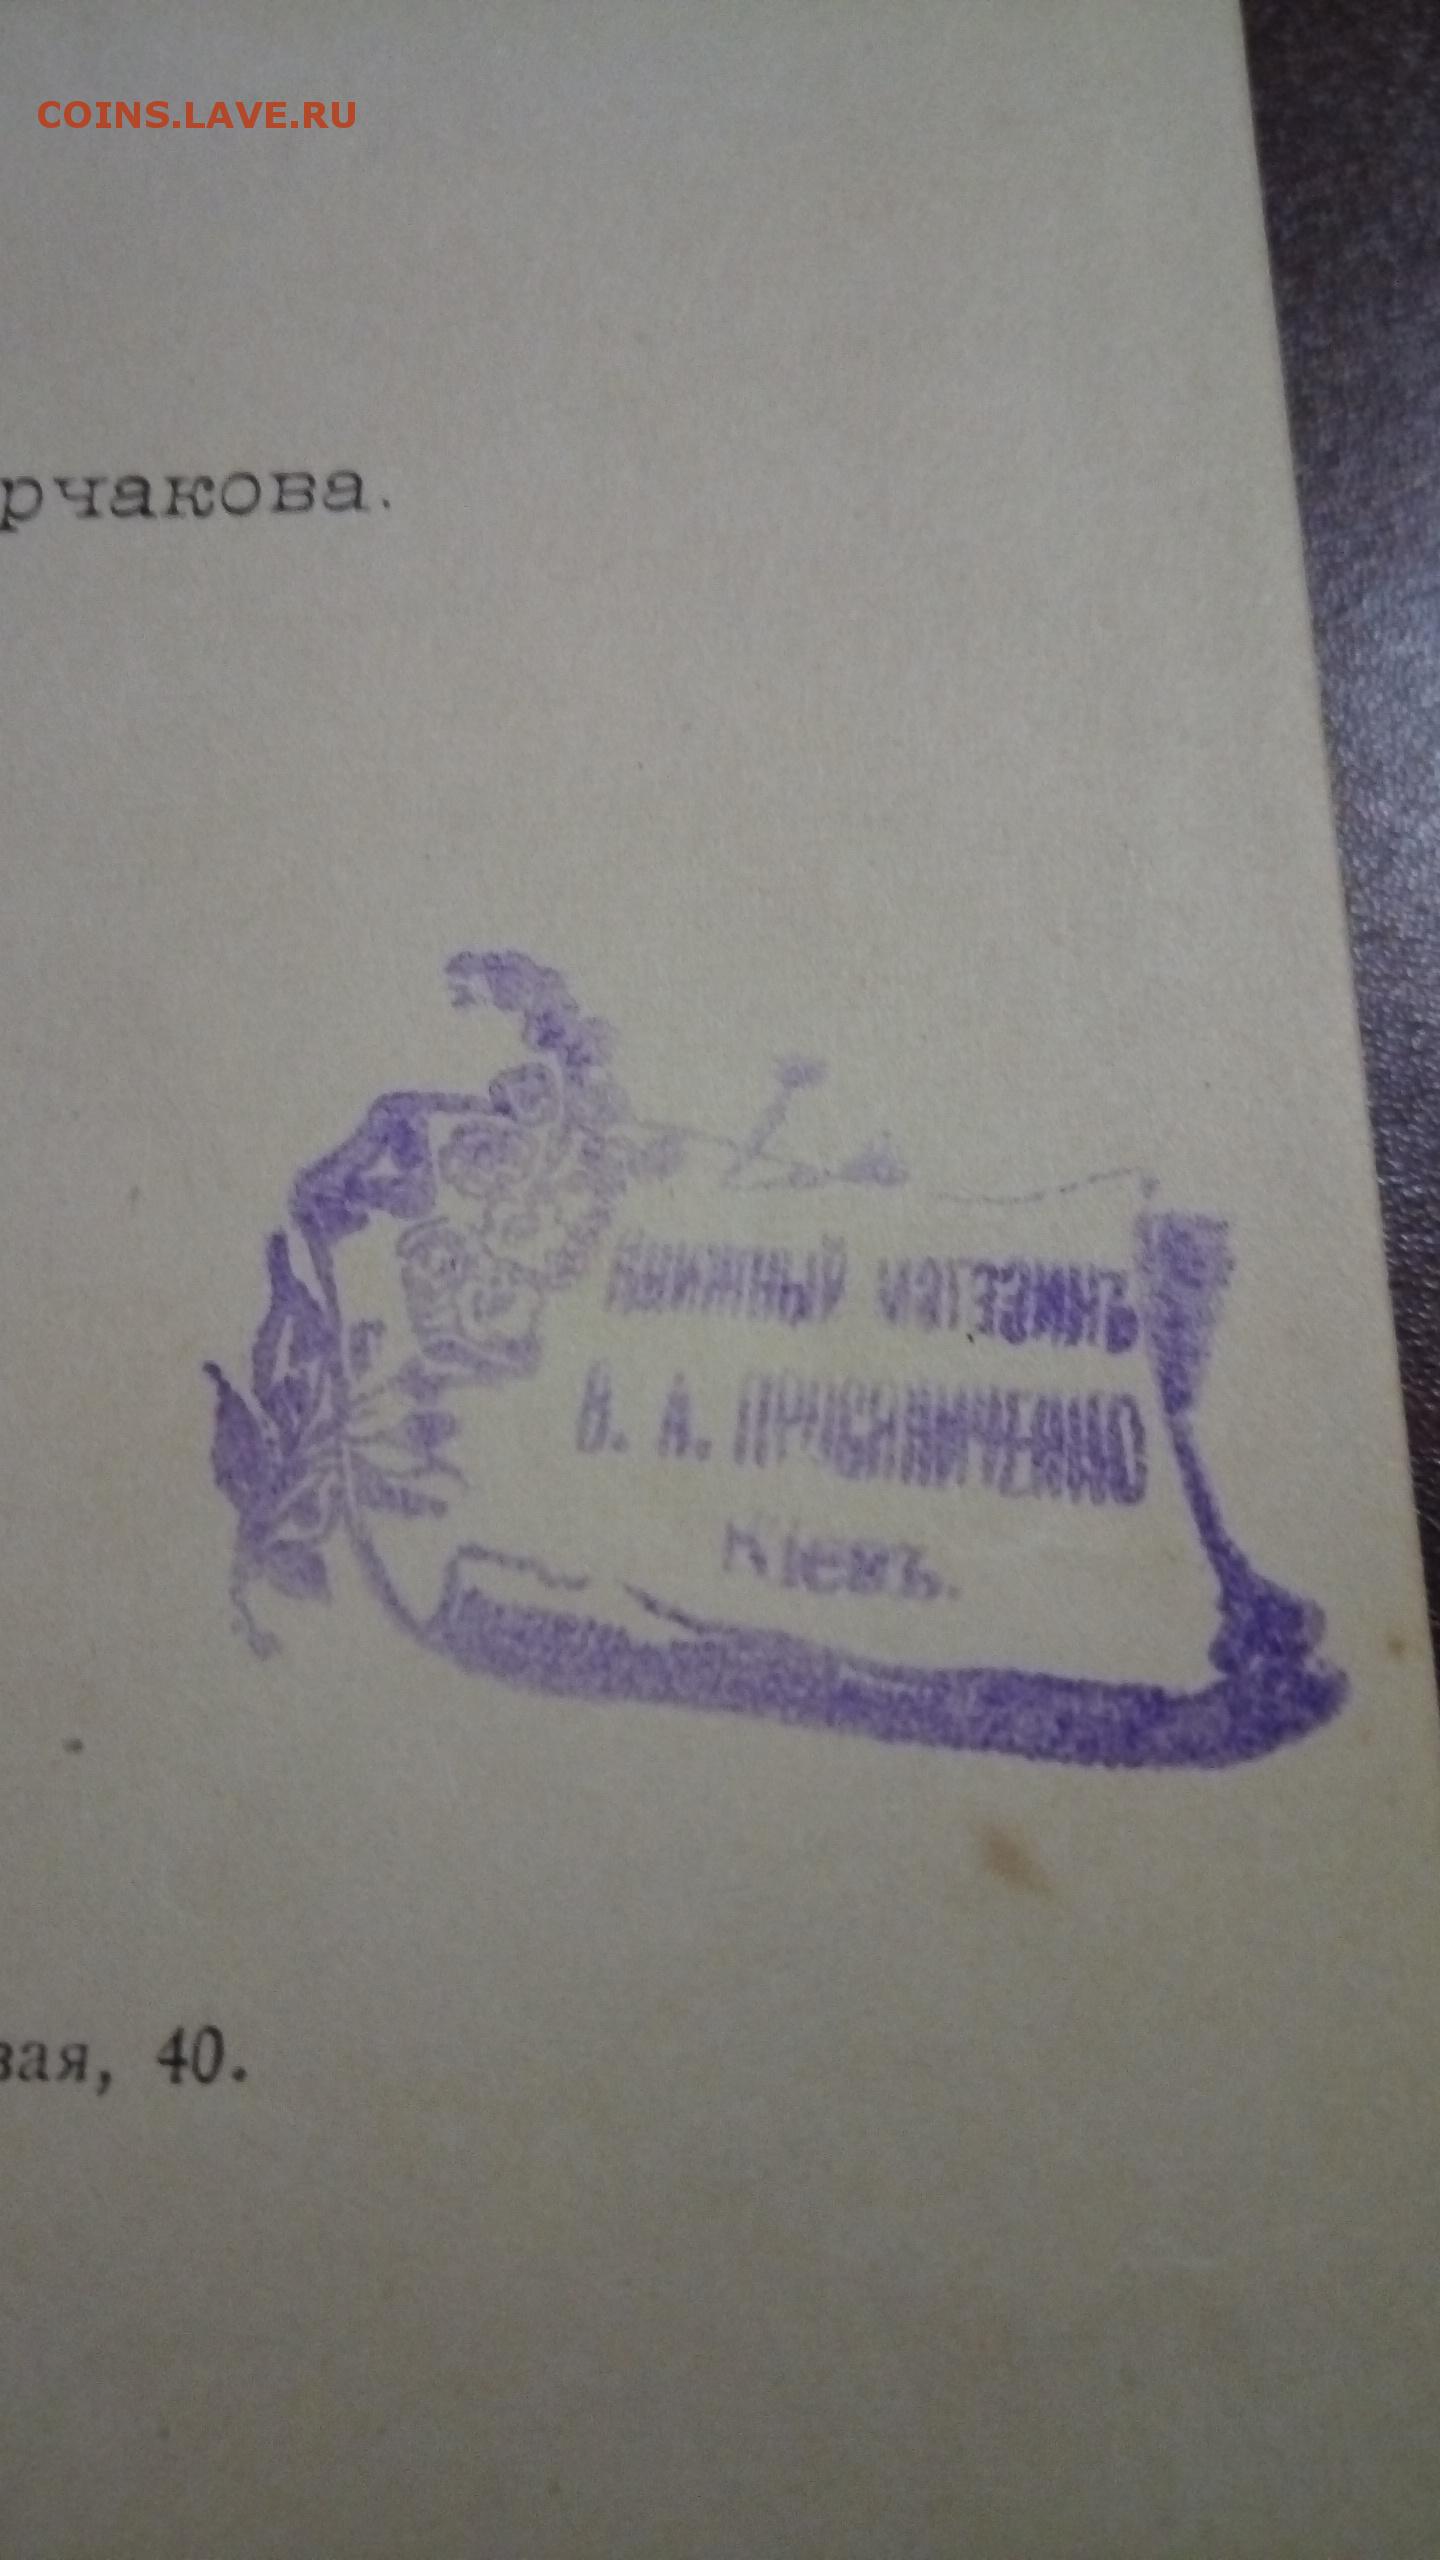 COINS.LAVE.RU
рчакова.
Книжный магазинъ
В. А. ПРОСЯНИЧЕНКО
Кіевъ.
вая, 40.